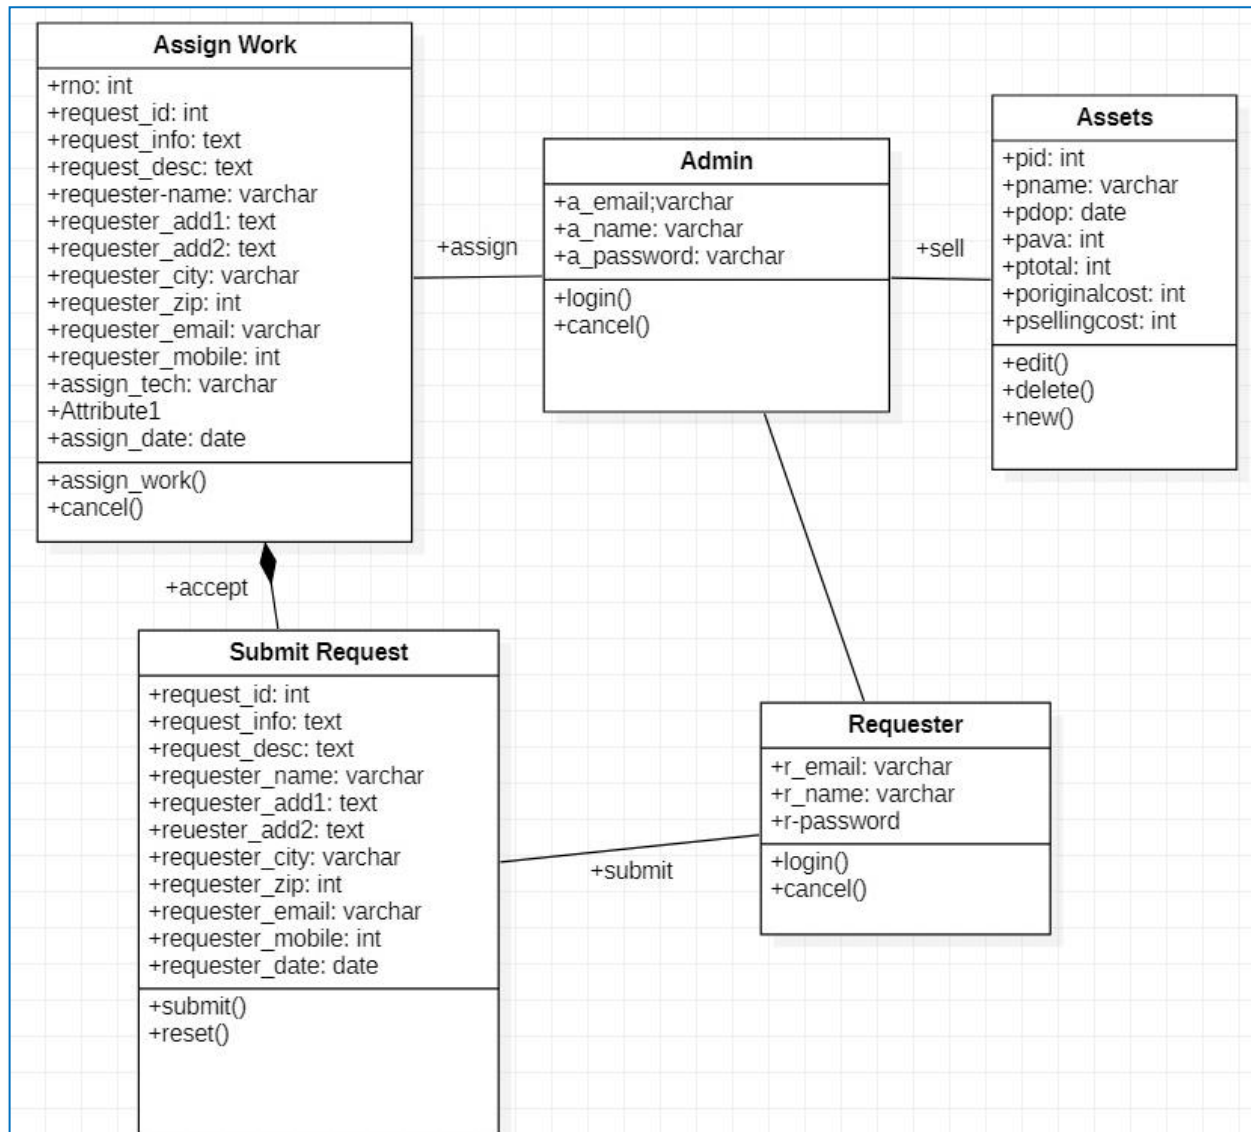 Assign Work
+rno: int
+request_id: int
+request_info: text
+request_desc: text
+requester-name: varchar
+requester_add1: text
+requester_add2: text
+requester_city: varchar
+requester_zip: int
+requester_email: varchar
+requester_mobile: int
+assign_tech: varchar
+Attribute1
+assign_date: date
+assign_work()
+cancel()
+assign
Admin
+a_email;varchar
+a_name: varchar
+a_password: varchar
+login()
+cancel()
+sell
Assets
+pid: int
+pname: varchar
+pdop: date
+pava: int
+ptotal: int
+poriginalcost: int
+psellingcost: int
+edit()
+delete()
+new()
+accept
Submit Request
+request_id: int
+request_info: text
+request_desc: text
+requester_name: varchar
+requester_add1: text
+reuester_add2: text
+requester_city: varchar
+requester_zip: int
+requester_email: varchar
+requester_mobile: int
+requester_date: date
+submit()
+reset()
+submit
Requester
+r_email: varchar
+r_name: varchar
+r-password
+login()
+cancel()